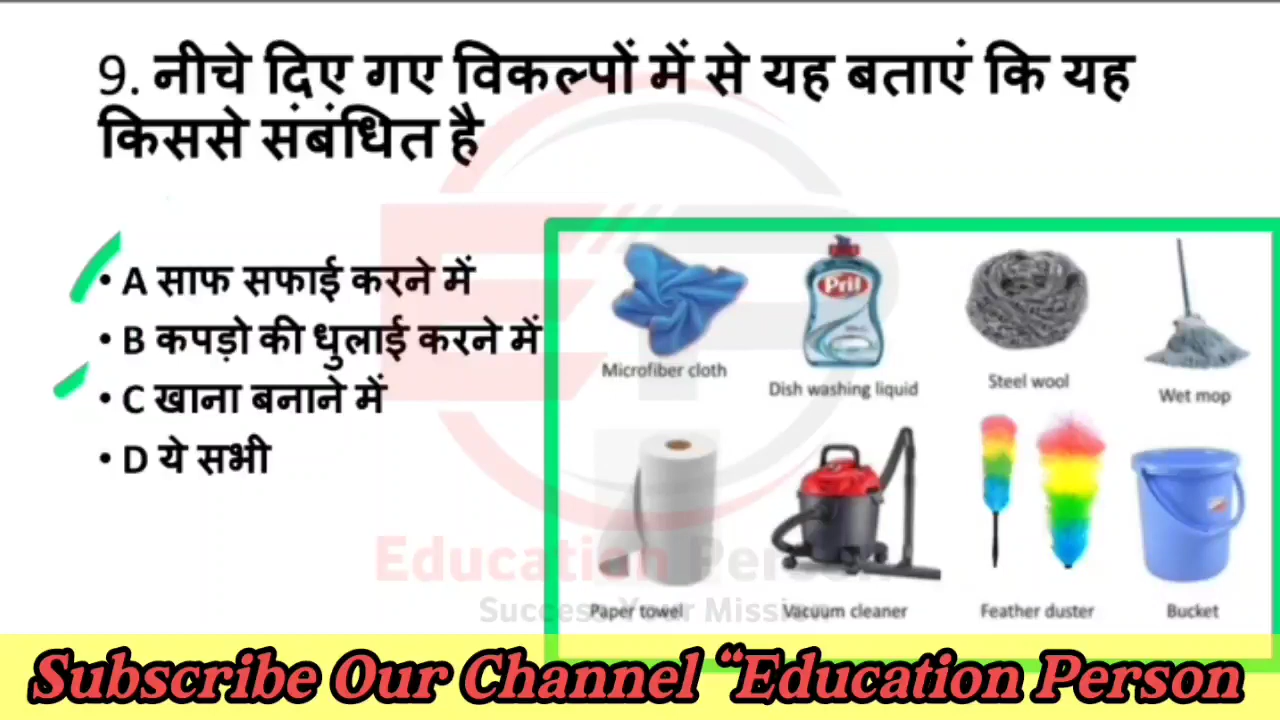 9. नीचे दिए गए विकल्पों में से यह बताएं कि यह
किससे संबंधित है
• A साफ सफाई करने में
• B कपड़ो की धुलाई करने में
• C खाना बनाने में
• D ये सभी
Pril
Microfiber cloth
Dish washing liquid
Steel wool
Wet mop
Paper towel
Vacuum cleaner
Feather duster
Bucket
Education Person
Success Your Mission
Subscribe Our Channel “Education Person